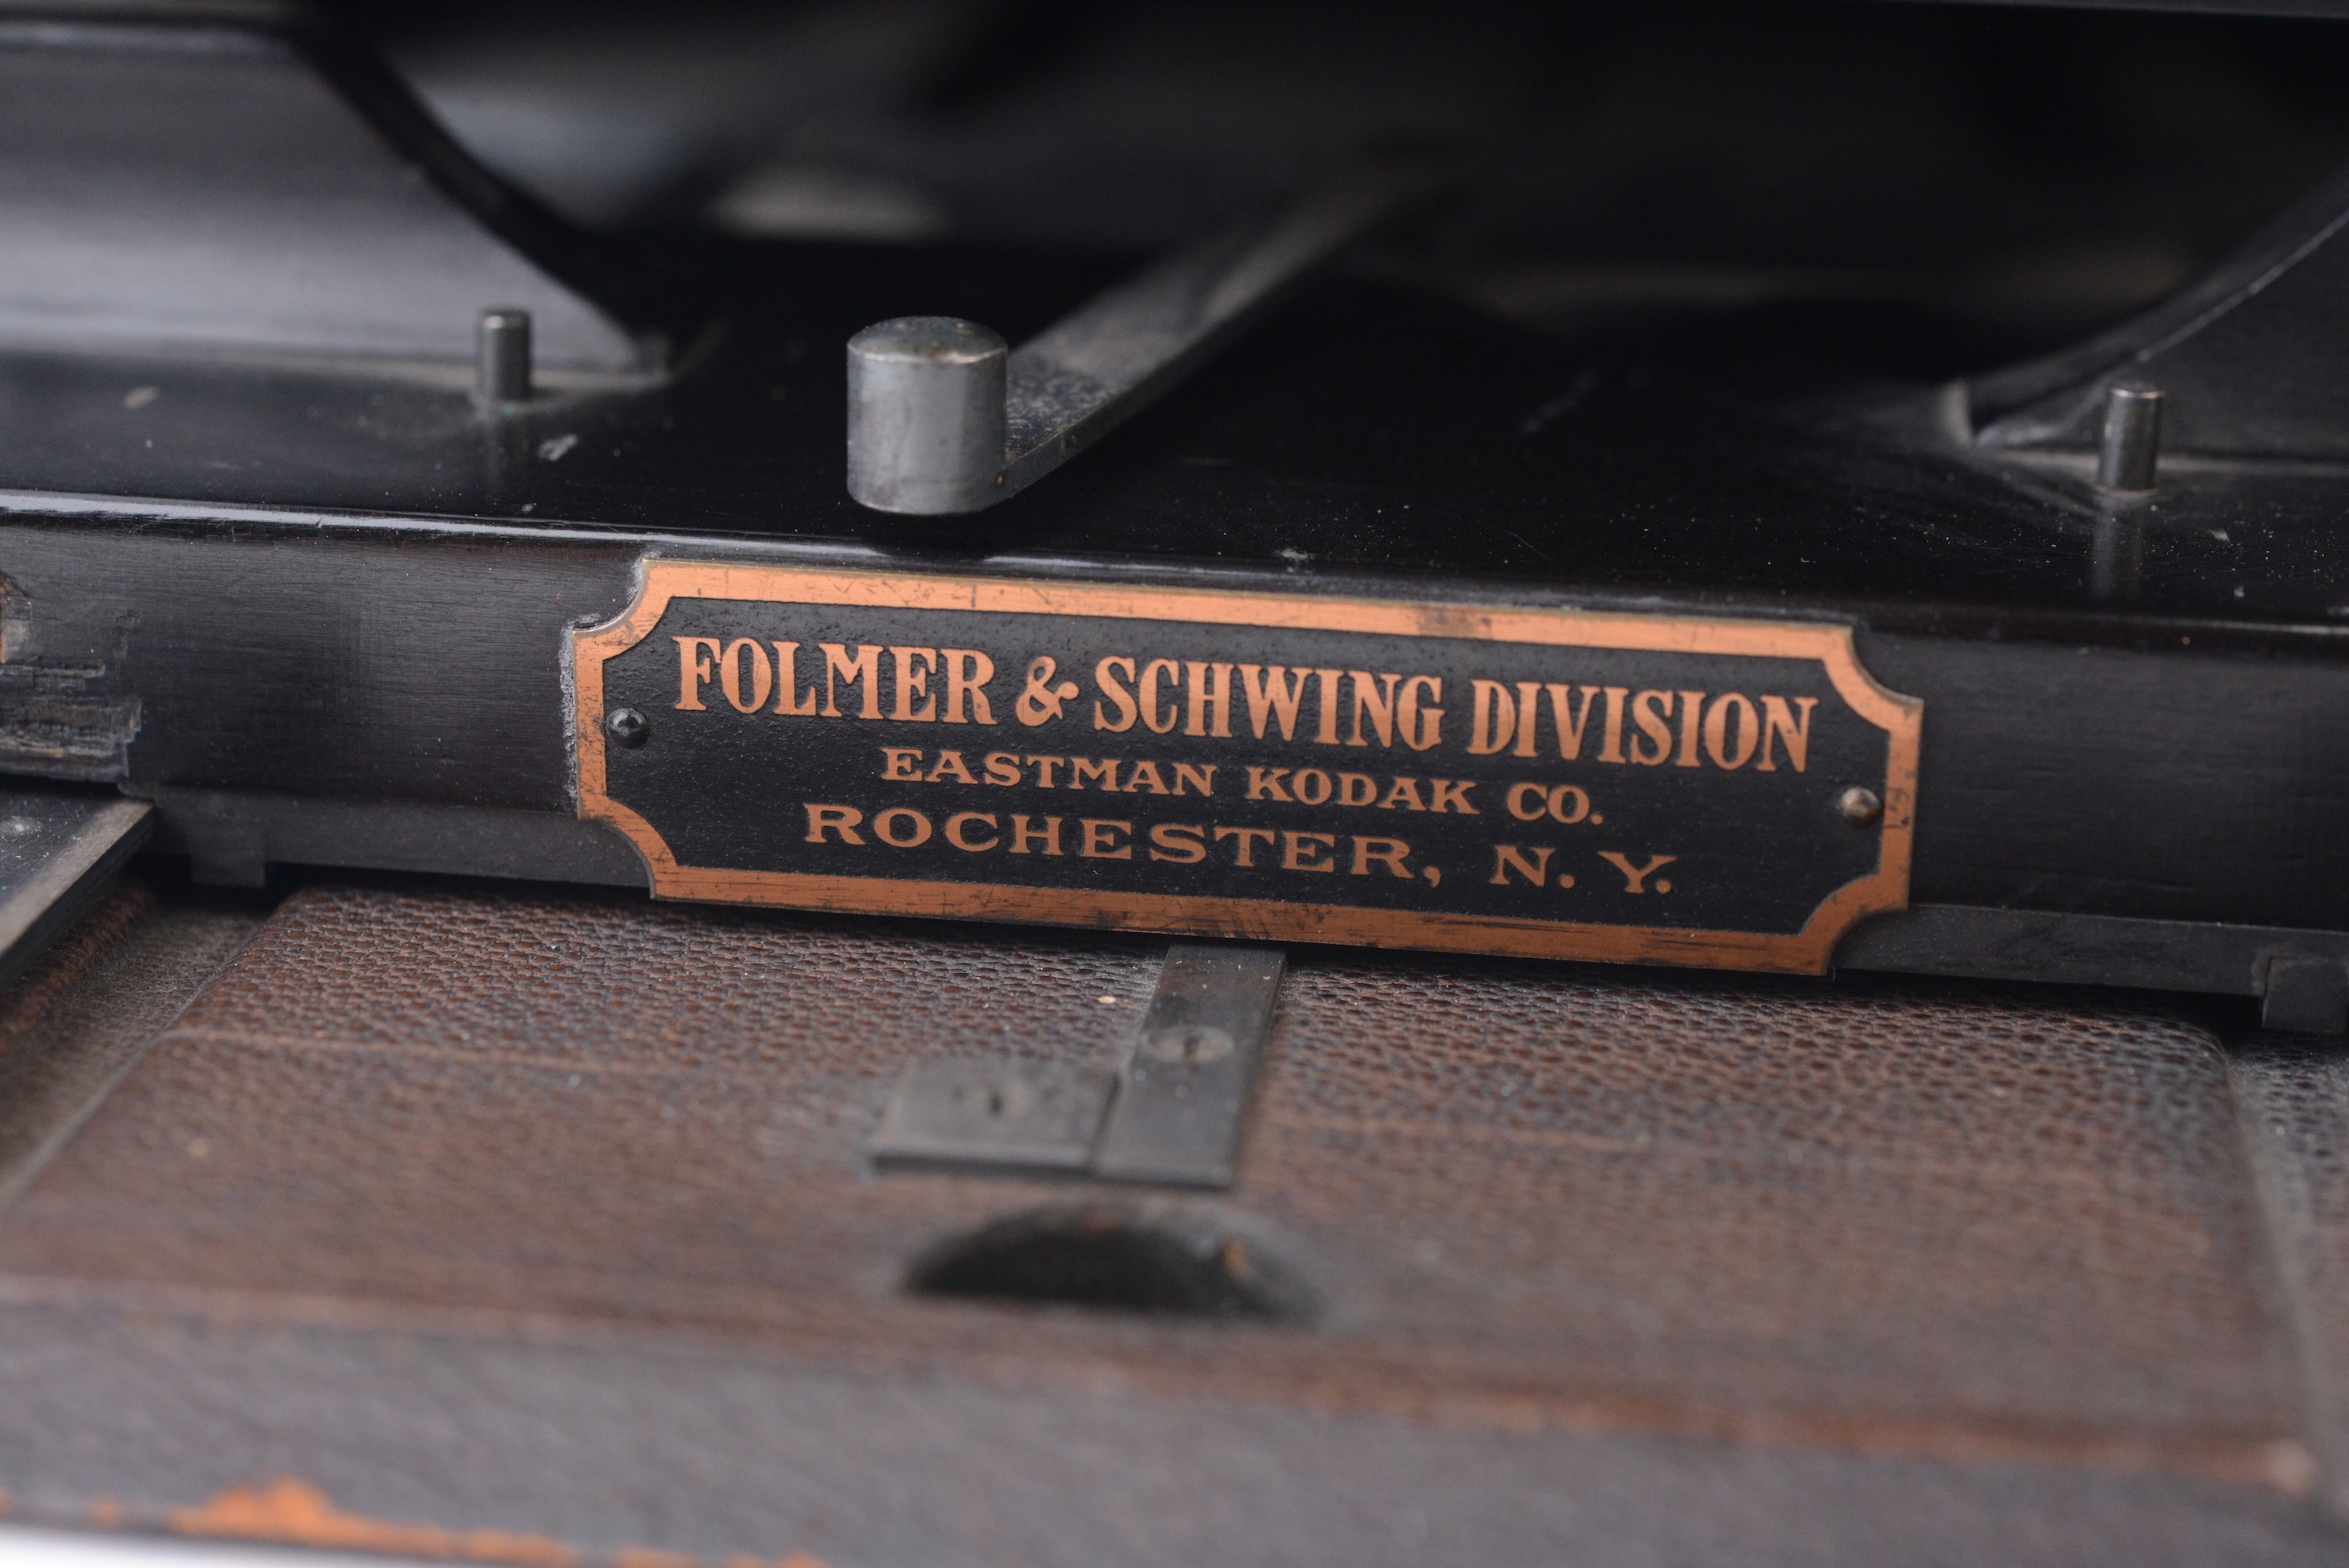 FOLMER & SCHWING DIVISION
EASTMAN KODAK CO.
ROCHESTER, N. Y.